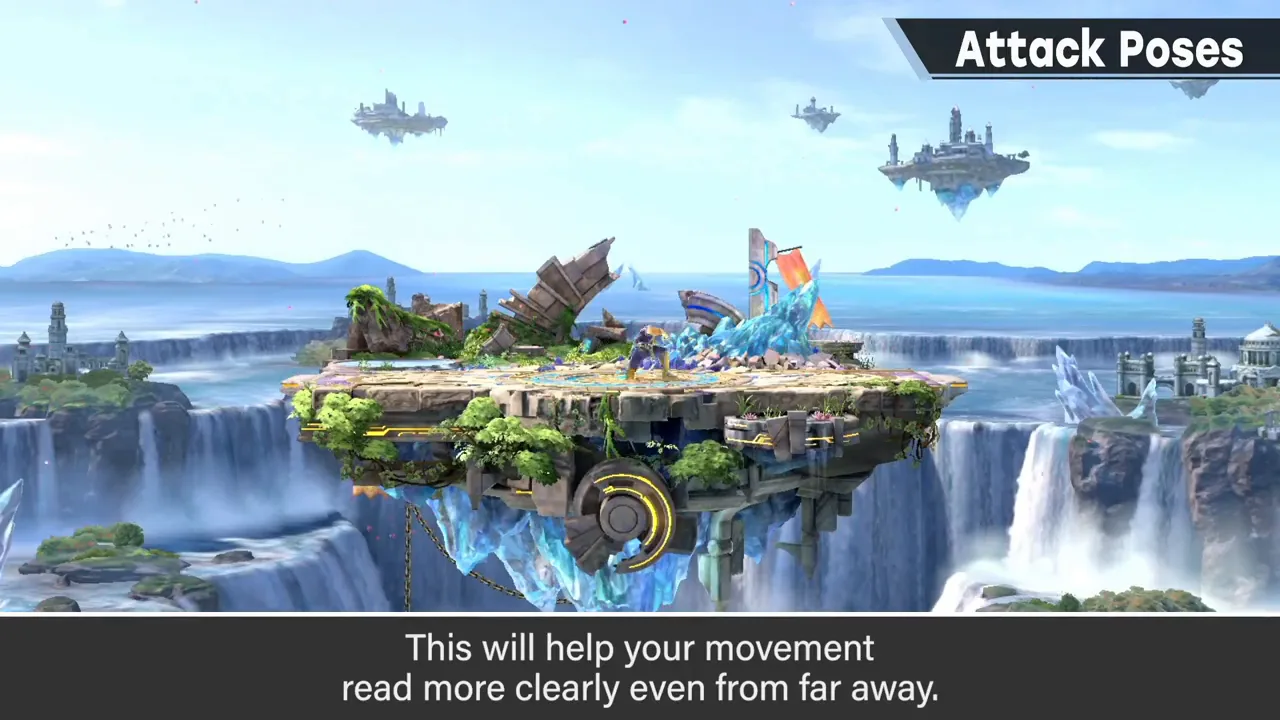 Attack Poses
This will help your movement
read more clearly even from far away.